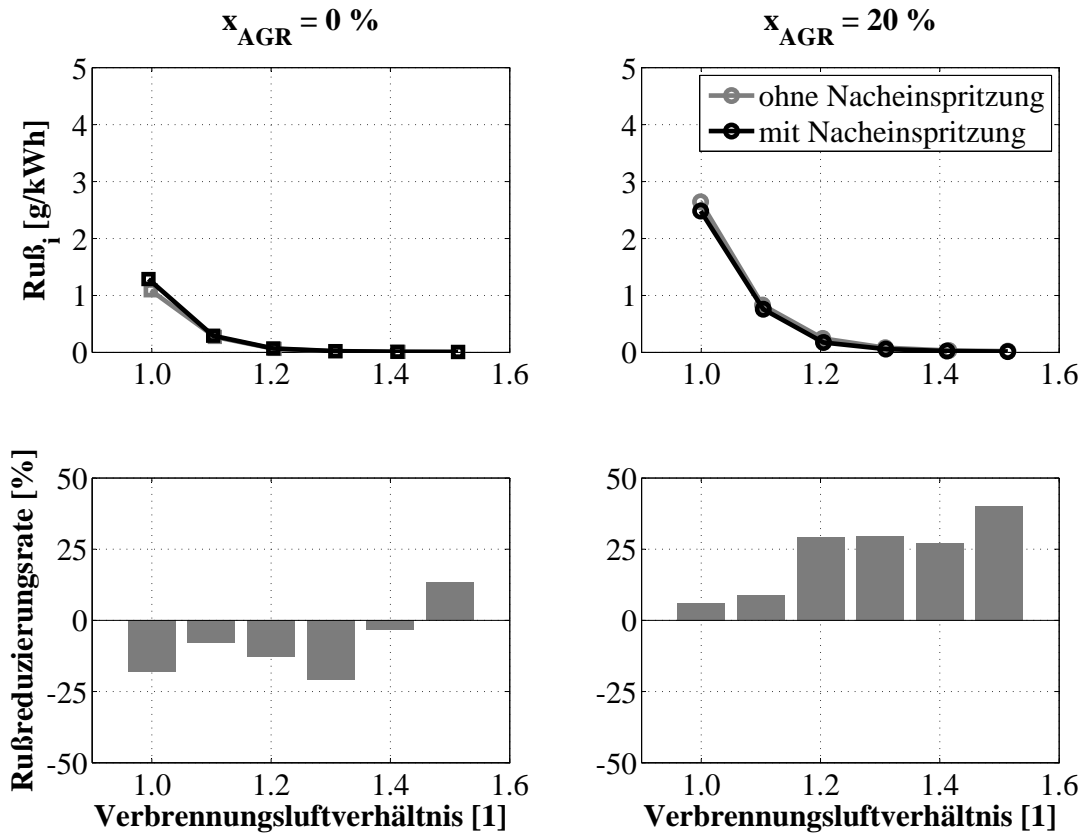 x_AGR = 0 %
x_AGR = 20 %
Ruß_i [g/kWh]
5
4
3
2
1
0
1.0 1.2 1.4 1.6
5
4
3
2
1
0
1.0 1.2 1.4 1.6
ohne Nacheinspritzung
mit Nacheinspritzung
Rußreduzierungsrate [%]
50
25
0
-25
-50
1.0 1.2 1.4 1.6
Verbrennungsluftverhältnis [1]
50
25
0
-25
-50
1.0 1.2 1.4 1.6
Verbrennungsluftverhältnis [1]